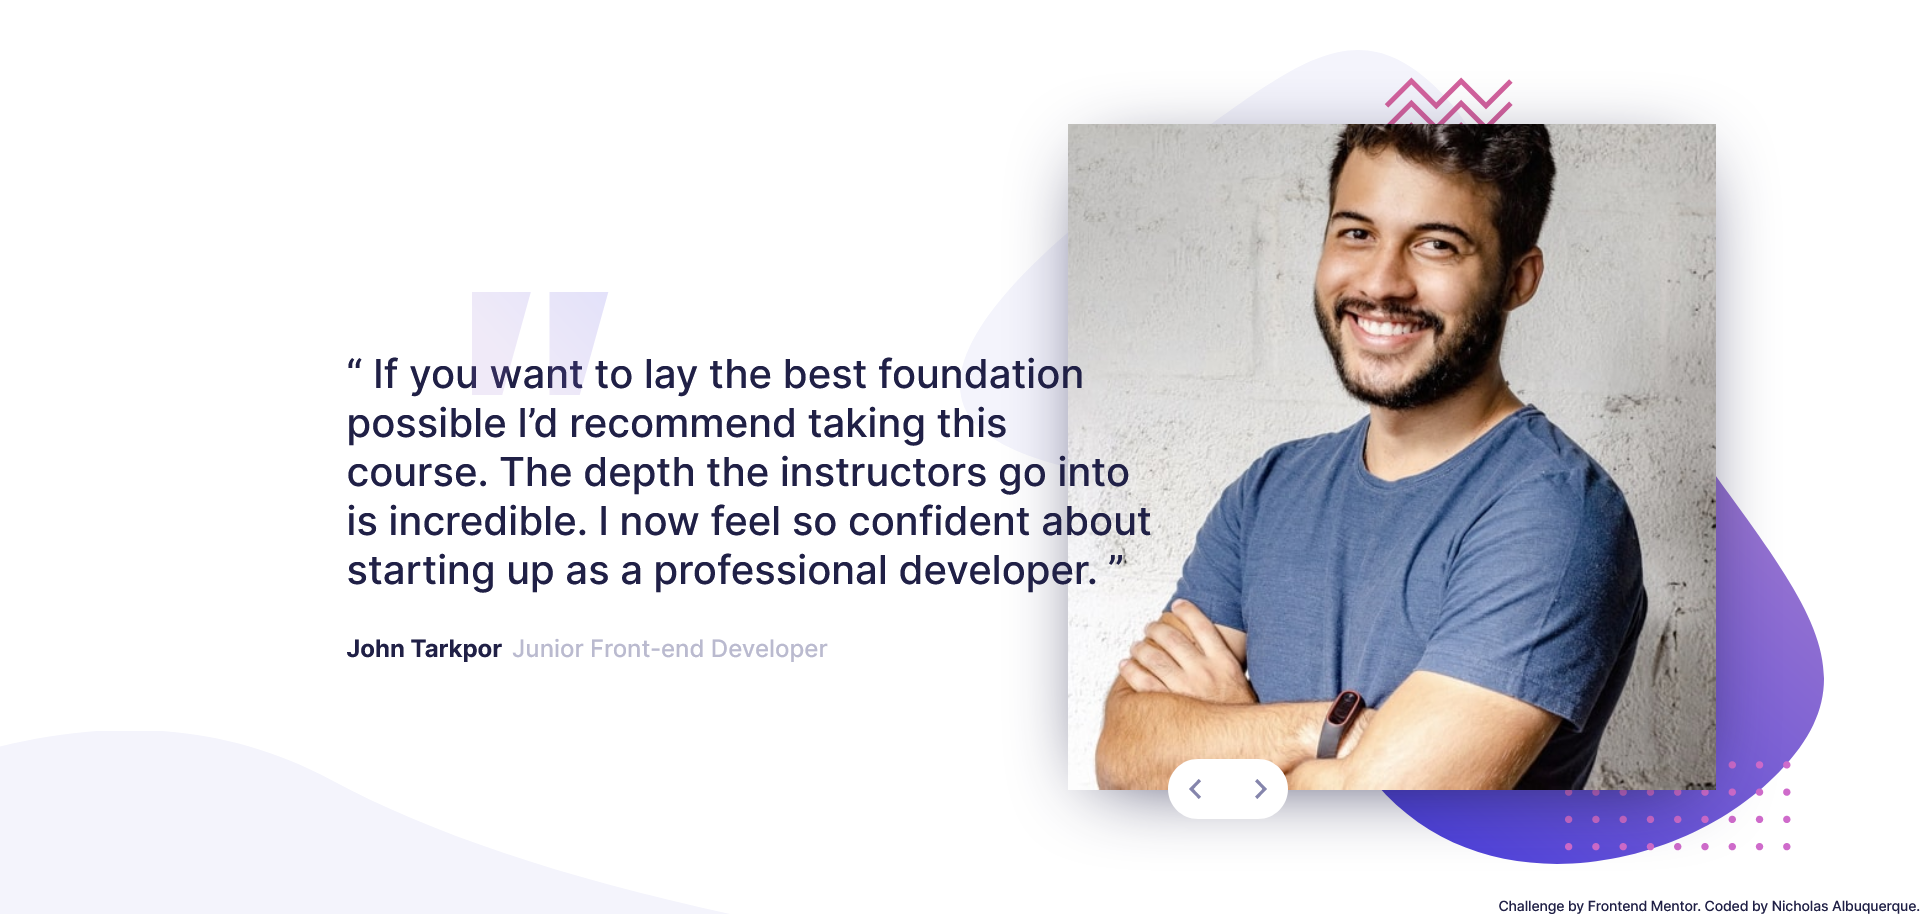 “ If you want to lay the best foundation
possible I’d recommend taking this
course. The depth the instructors go into
is incredible. I now feel so confident about
starting up as a professional developer. ”
John Tarkpor Junior Front-end Developer
Challenge by Frontend Mentor. Coded by Nicholas Albuquerque.